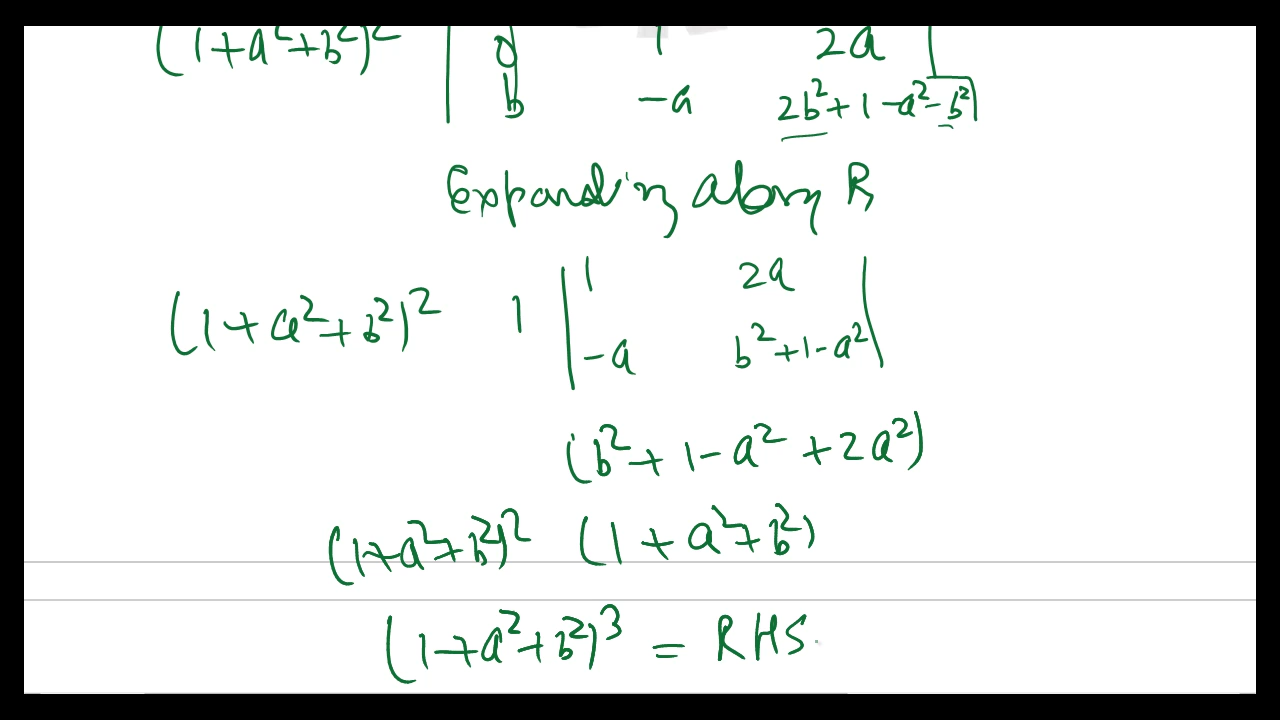 (1+a²+b²)² | 0 1 2a |
b -a 2b²+1-a²-b² |
Expanding along R₁
(1+a²+b²)² 1 | 1 2a |
| -a b²+1-a² |
(b²+1-a²+2a²)
(1+a²+b²)² (1+a²+b²)
(1+a²+b²)³ = RHS.